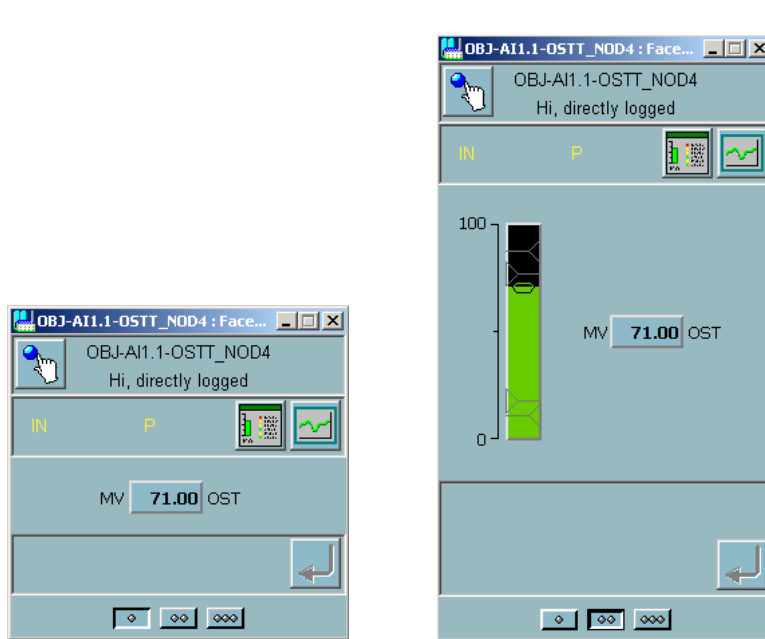 OBJ-AI1.1-OSTT_NOD4 : Face...
OBJ-AI1.1-OSTT_NOD4
Hi, directly logged
IN P
MV 71.00 OST
OBJ-AI1.1-OSTT_NOD4 : Face...
OBJ-AI1.1-OSTT_NOD4
Hi, directly logged
IN P
100
MV 71.00 OST
0